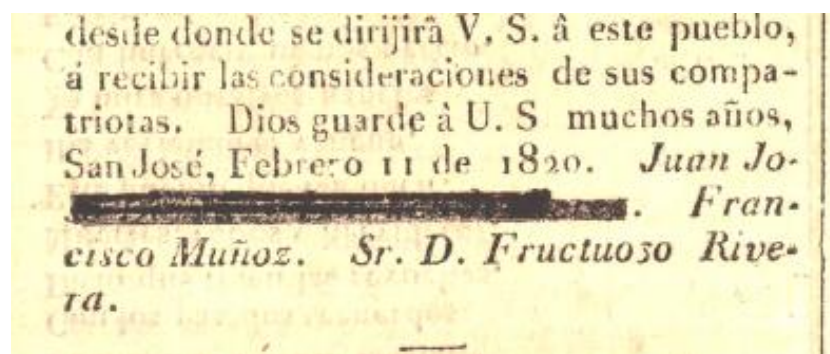 desde donde se dirijirâ V. S. â este pueblo,
á recibir las consideraciones de sus compa-
triotas. Dios guarde à U. S muchos años,
San José, Febrero 11 de 1820. Juan Jo-
. Fran-
cisco Muñoz. Sr. D. Fructuoso Rive-
ra.